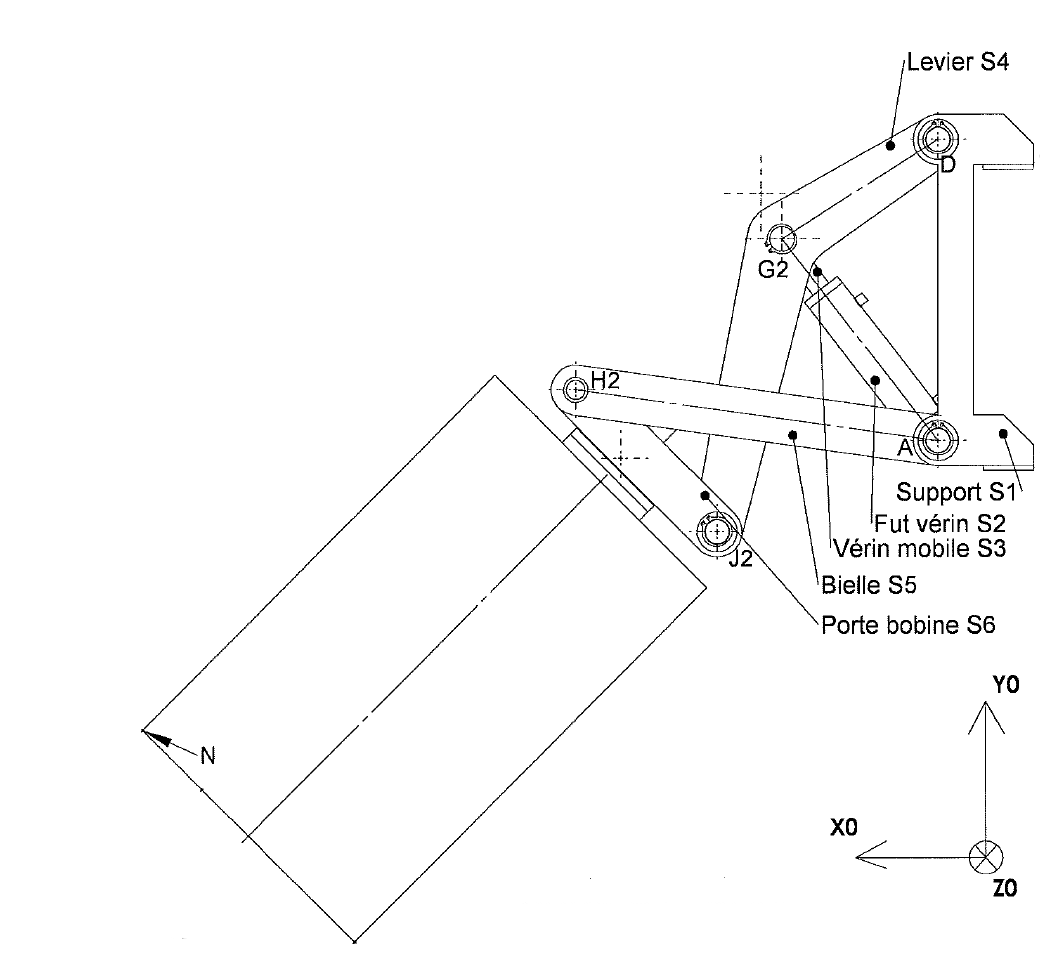 Levier S4
D
G2
H2
A
Support S1
Fut vérin S2
Vérin mobile S3
J2
Bielle S5
Porte bobine S6
Y0
N
X0
Z0